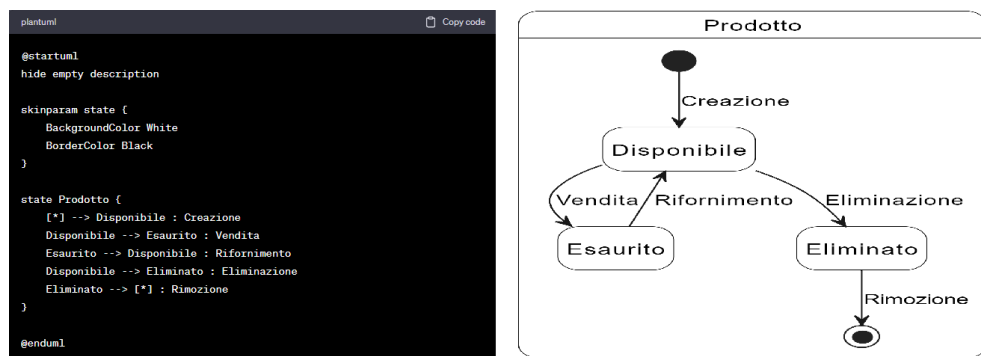 plantuml
Copy code
@startuml
hide empty description
skinparam state {
BackgroundColor White
BorderColor Black
}
state Prodotto {
[*] --> Disponibile : Creazione
Disponibile --> Esaurito : Vendita
Esaurito --> Disponibile : Rifornimento
Disponibile --> Eliminato : Eliminazione
Eliminato --> [*] : Rimozione
}
@enduml
Prodotto
Creazione
Disponibile
Vendita
Rifornimento
Eliminazione
Esaurito
Eliminato
Rimozione